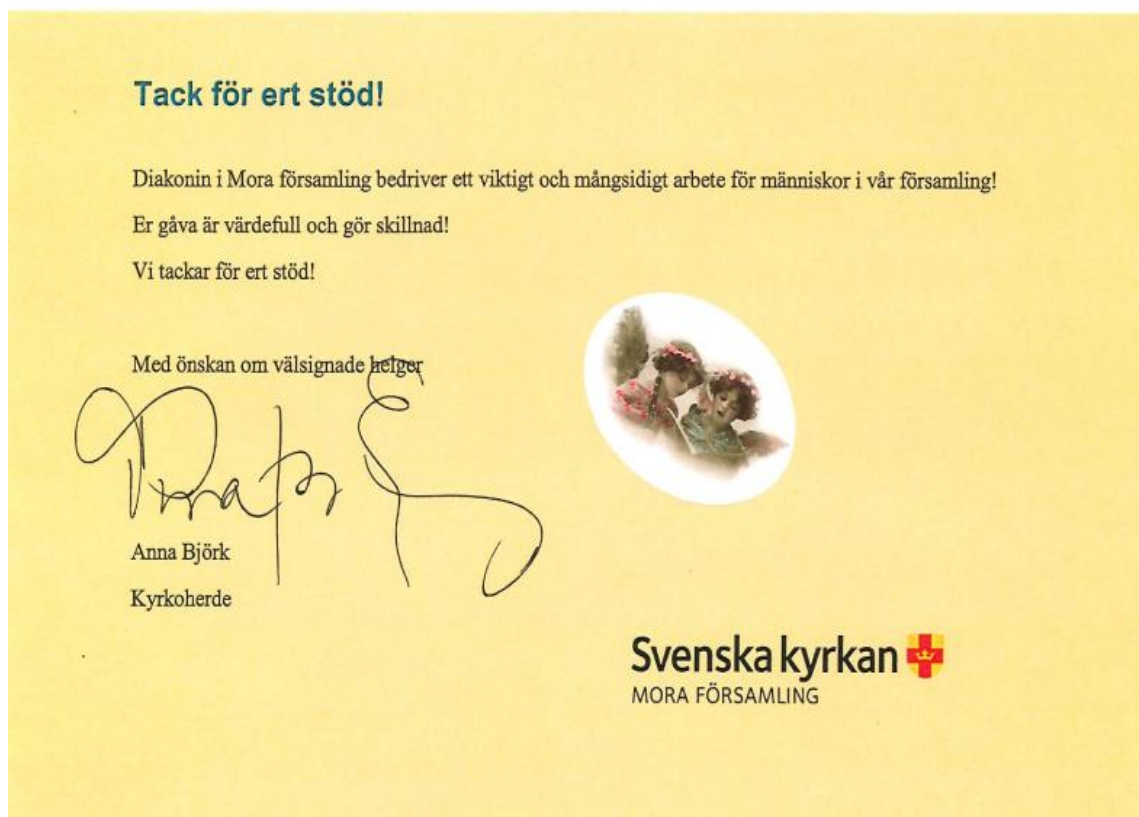 Tack för ert stöd!
Diakonin i Mora församling bedriver ett viktigt och mångsidigt arbete för människor i vår församling!
Er gåva är värdefull och gör skillnad!
Vi tackar för ert stöd!
Med önskan om välsignade helger
Anna Björk
Kyrkoherde
Svenska kyrkan
MORA FÖRSAMLING